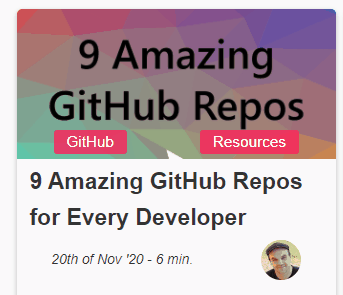 9 Amazing
GitHub Repos
GitHub
Resources
9 Amazing GitHub Repos
for Every Developer
20th of Nov '20 - 6 min.